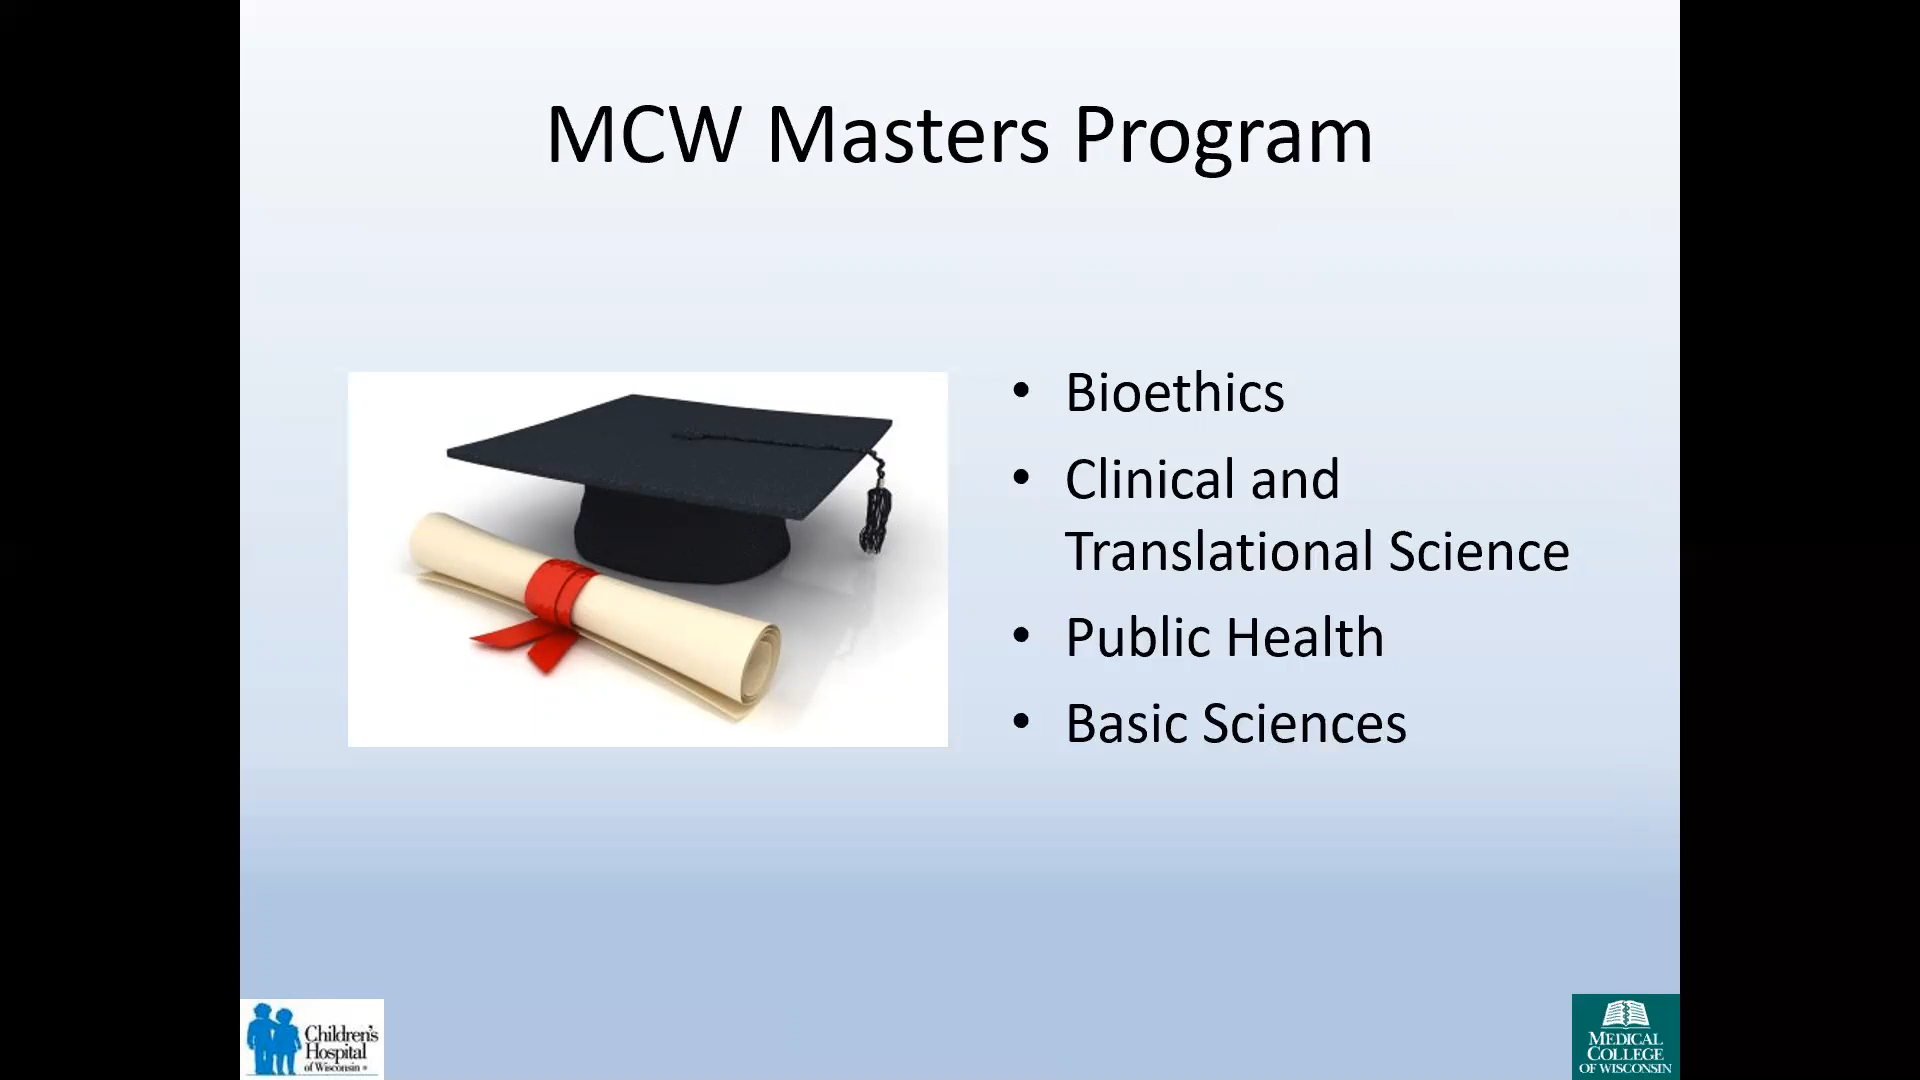 MCW Masters Program
• Bioethics
• Clinical and
Translational Science
• Public Health
• Basic Sciences
Children's
Hospital
of Wisconsin®
MEDICAL
COLLEGE
OF WISCONSIN